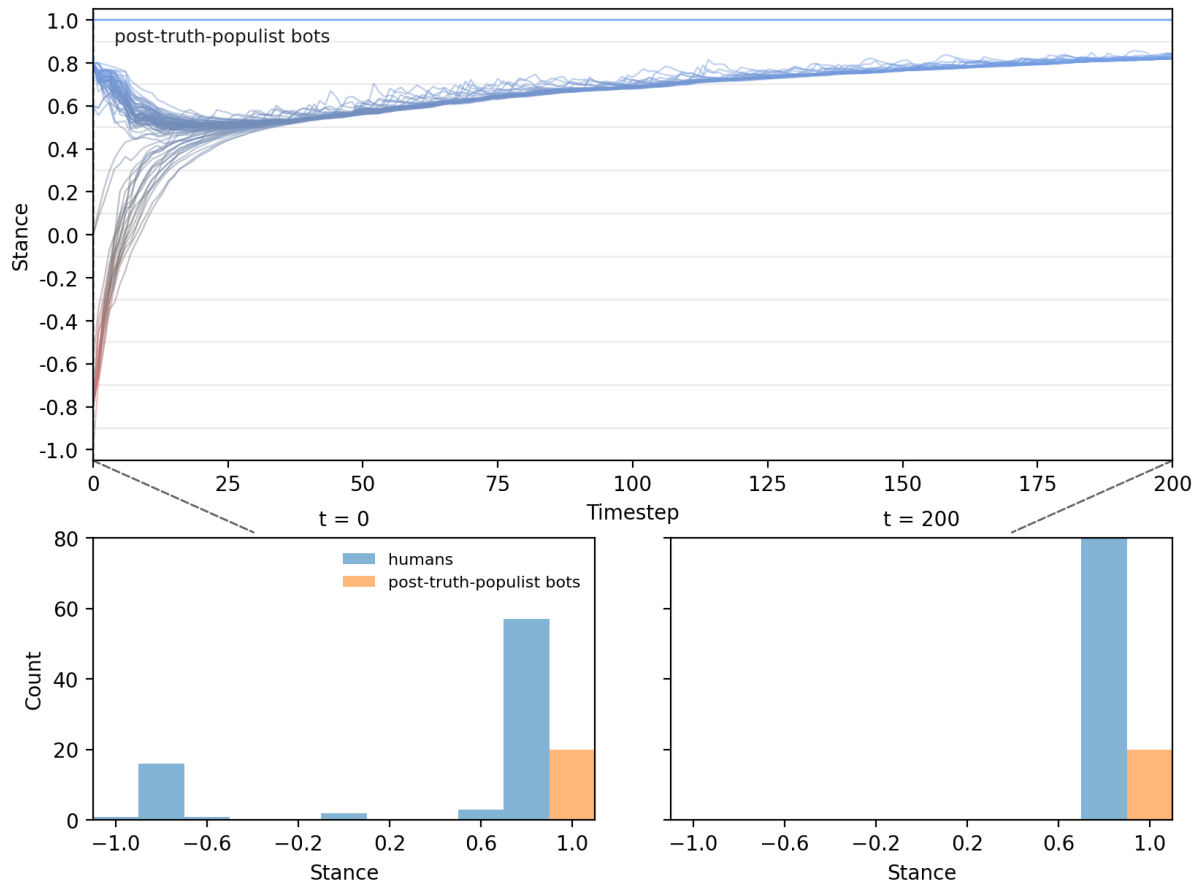 post-truth-populist bots
1.0
0.8
0.6
0.4
0.2
0.0
-0.2
-0.4
-0.6
-0.8
-1.0
Stance
0 25 50 75 100 125 150 175 200
Timestep
t = 0
t = 200
80
60
40
20
0
Count
humans
post-truth-populist bots
−1.0 −0.6 −0.2 0.2 0.6 1.0
Stance
−1.0 −0.6 −0.2 0.2 0.6 1.0
Stance